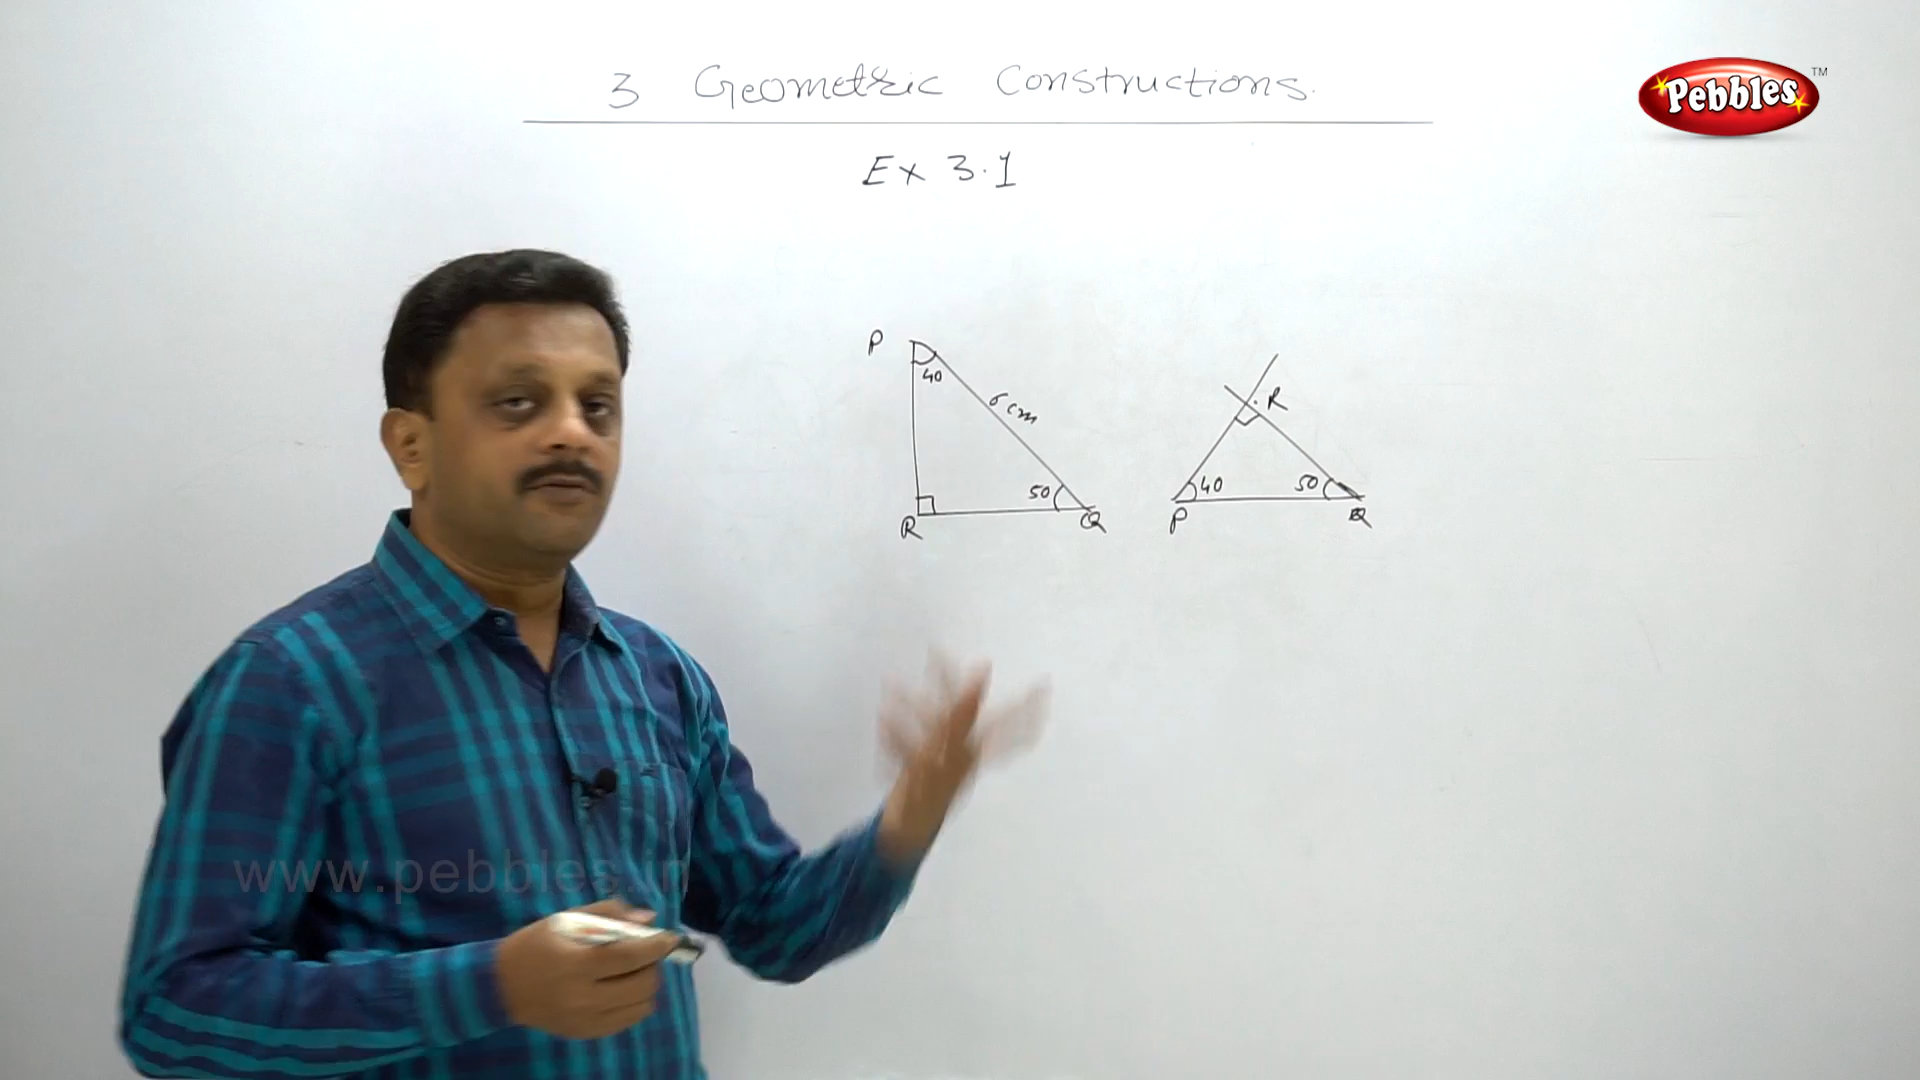 3 Geometric Constructions.
Ex 3.1
Pebbles TM
P
40
6 cm
50
R
Q
R
40
50
P
Q
www.pebbles.in